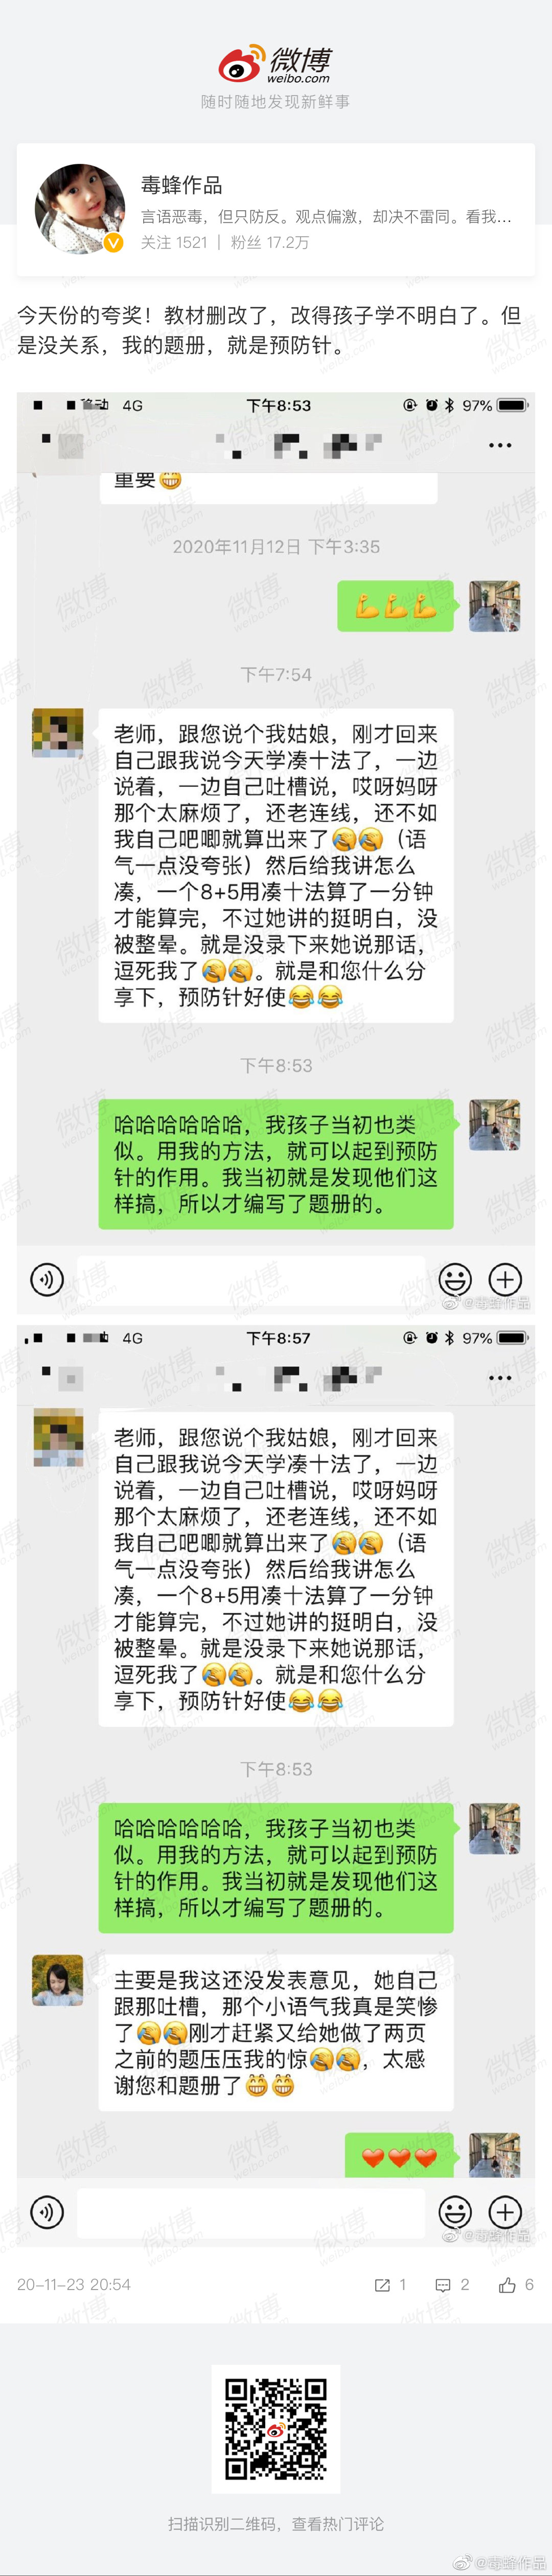 微博
weibo.com
随时随地发现新鲜事
毒蜂作品
言语恶毒，但只防反。观点偏激，却决不雷同。看我...
关注 1521 | 粉丝 17.2万
今天份的夸奖！教材删改了，改得孩子学不明白了。但
是没关系，我的题册，就是预防针。
移动 4G 下午8:53 97%
重要😁
2020年11月12日 下午3:35
💪💪💪
下午7:54
老师，跟您说个我姑娘，刚才回来
自己跟我说今天学凑十法了，一边
说着，一边自己吐槽说，哎呀妈呀
那个太麻烦了，还老连线，还不如
我自己吧唧就算出来了🤣🤣（语
气一点没夸张）然后给我讲怎么
凑，一个8+5用凑十法算了一分钟
才能算完，不过她讲的挺明白，没
被整晕。就是没录下来她说那话，
逗死我了🤣🤣。就是和您什么分
享下，预防针好使😂😂
下午8:53
哈哈哈哈哈哈，我孩子当初也类
似。用我的方法，就可以起到预防
针的作用。我当初就是发现他们这
样搞，所以才编写了题册的。
@毒蜂作品
4G 下午8:57 97%
老师，跟您说个我姑娘，刚才回来
自己跟我说今天学凑十法了，一边
说着，一边自己吐槽说，哎呀妈呀
那个太麻烦了，还老连线，还不如
我自己吧唧就算出来了🤣🤣（语
气一点没夸张）然后给我讲怎么
凑，一个8+5用凑十法算了一分钟
才能算完，不过她讲的挺明白，没
被整晕。就是没录下来她说那话，
逗死我了🤣🤣。就是和您什么分
享下，预防针好使😂😂
下午8:53
哈哈哈哈哈哈，我孩子当初也类
似。用我的方法，就可以起到预防
针的作用。我当初就是发现他们这
样搞，所以才编写了题册的。
主要是我这还没发表意见，她自己
跟那吐槽，那个小语气我真是笑惨
了🤣🤣刚才赶紧又给她做了两页
之前的题压压我的惊🤣🤣，太感
谢您和题册了😁😁
❤️❤️❤️
@毒蜂作品
20-11-23 20:54 1 2 6
扫描识别二维码，查看热门评论
@毒蜂作品